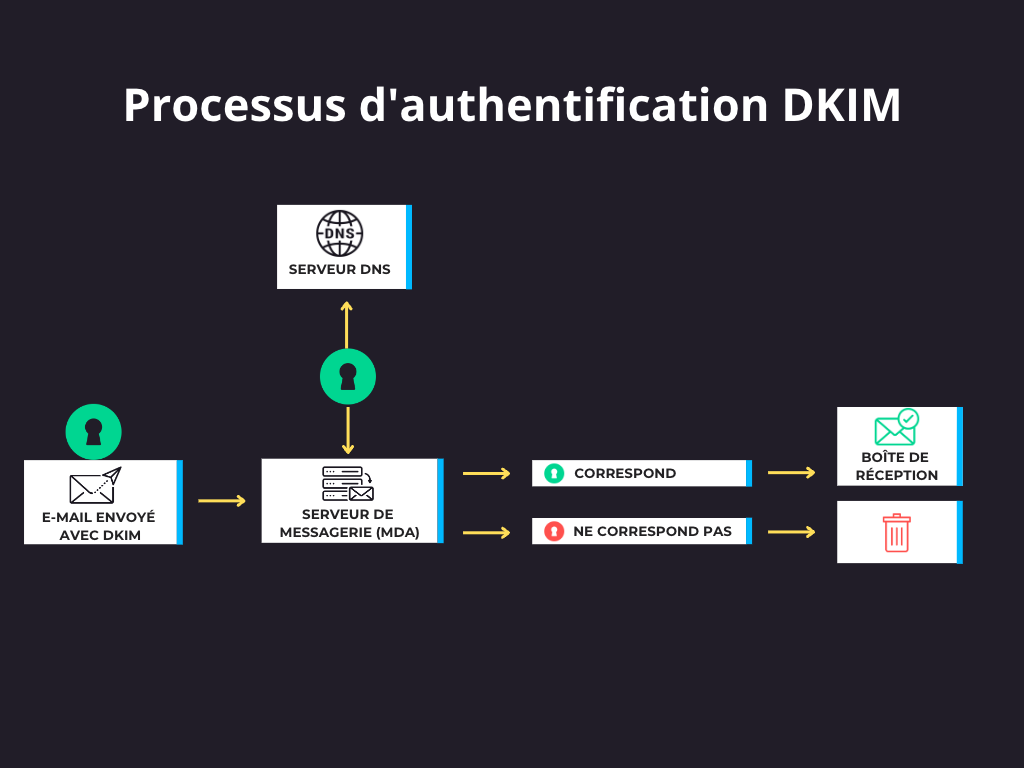 Processus d'authentification DKIM
DNS
SERVEUR DNS
E-MAIL ENVOYÉ
AVEC DKIM
SERVEUR DE
MESSAGERIE (MDA)
CORRESPOND
NE CORRESPOND PAS
BOÎTE DE
RÉCEPTION